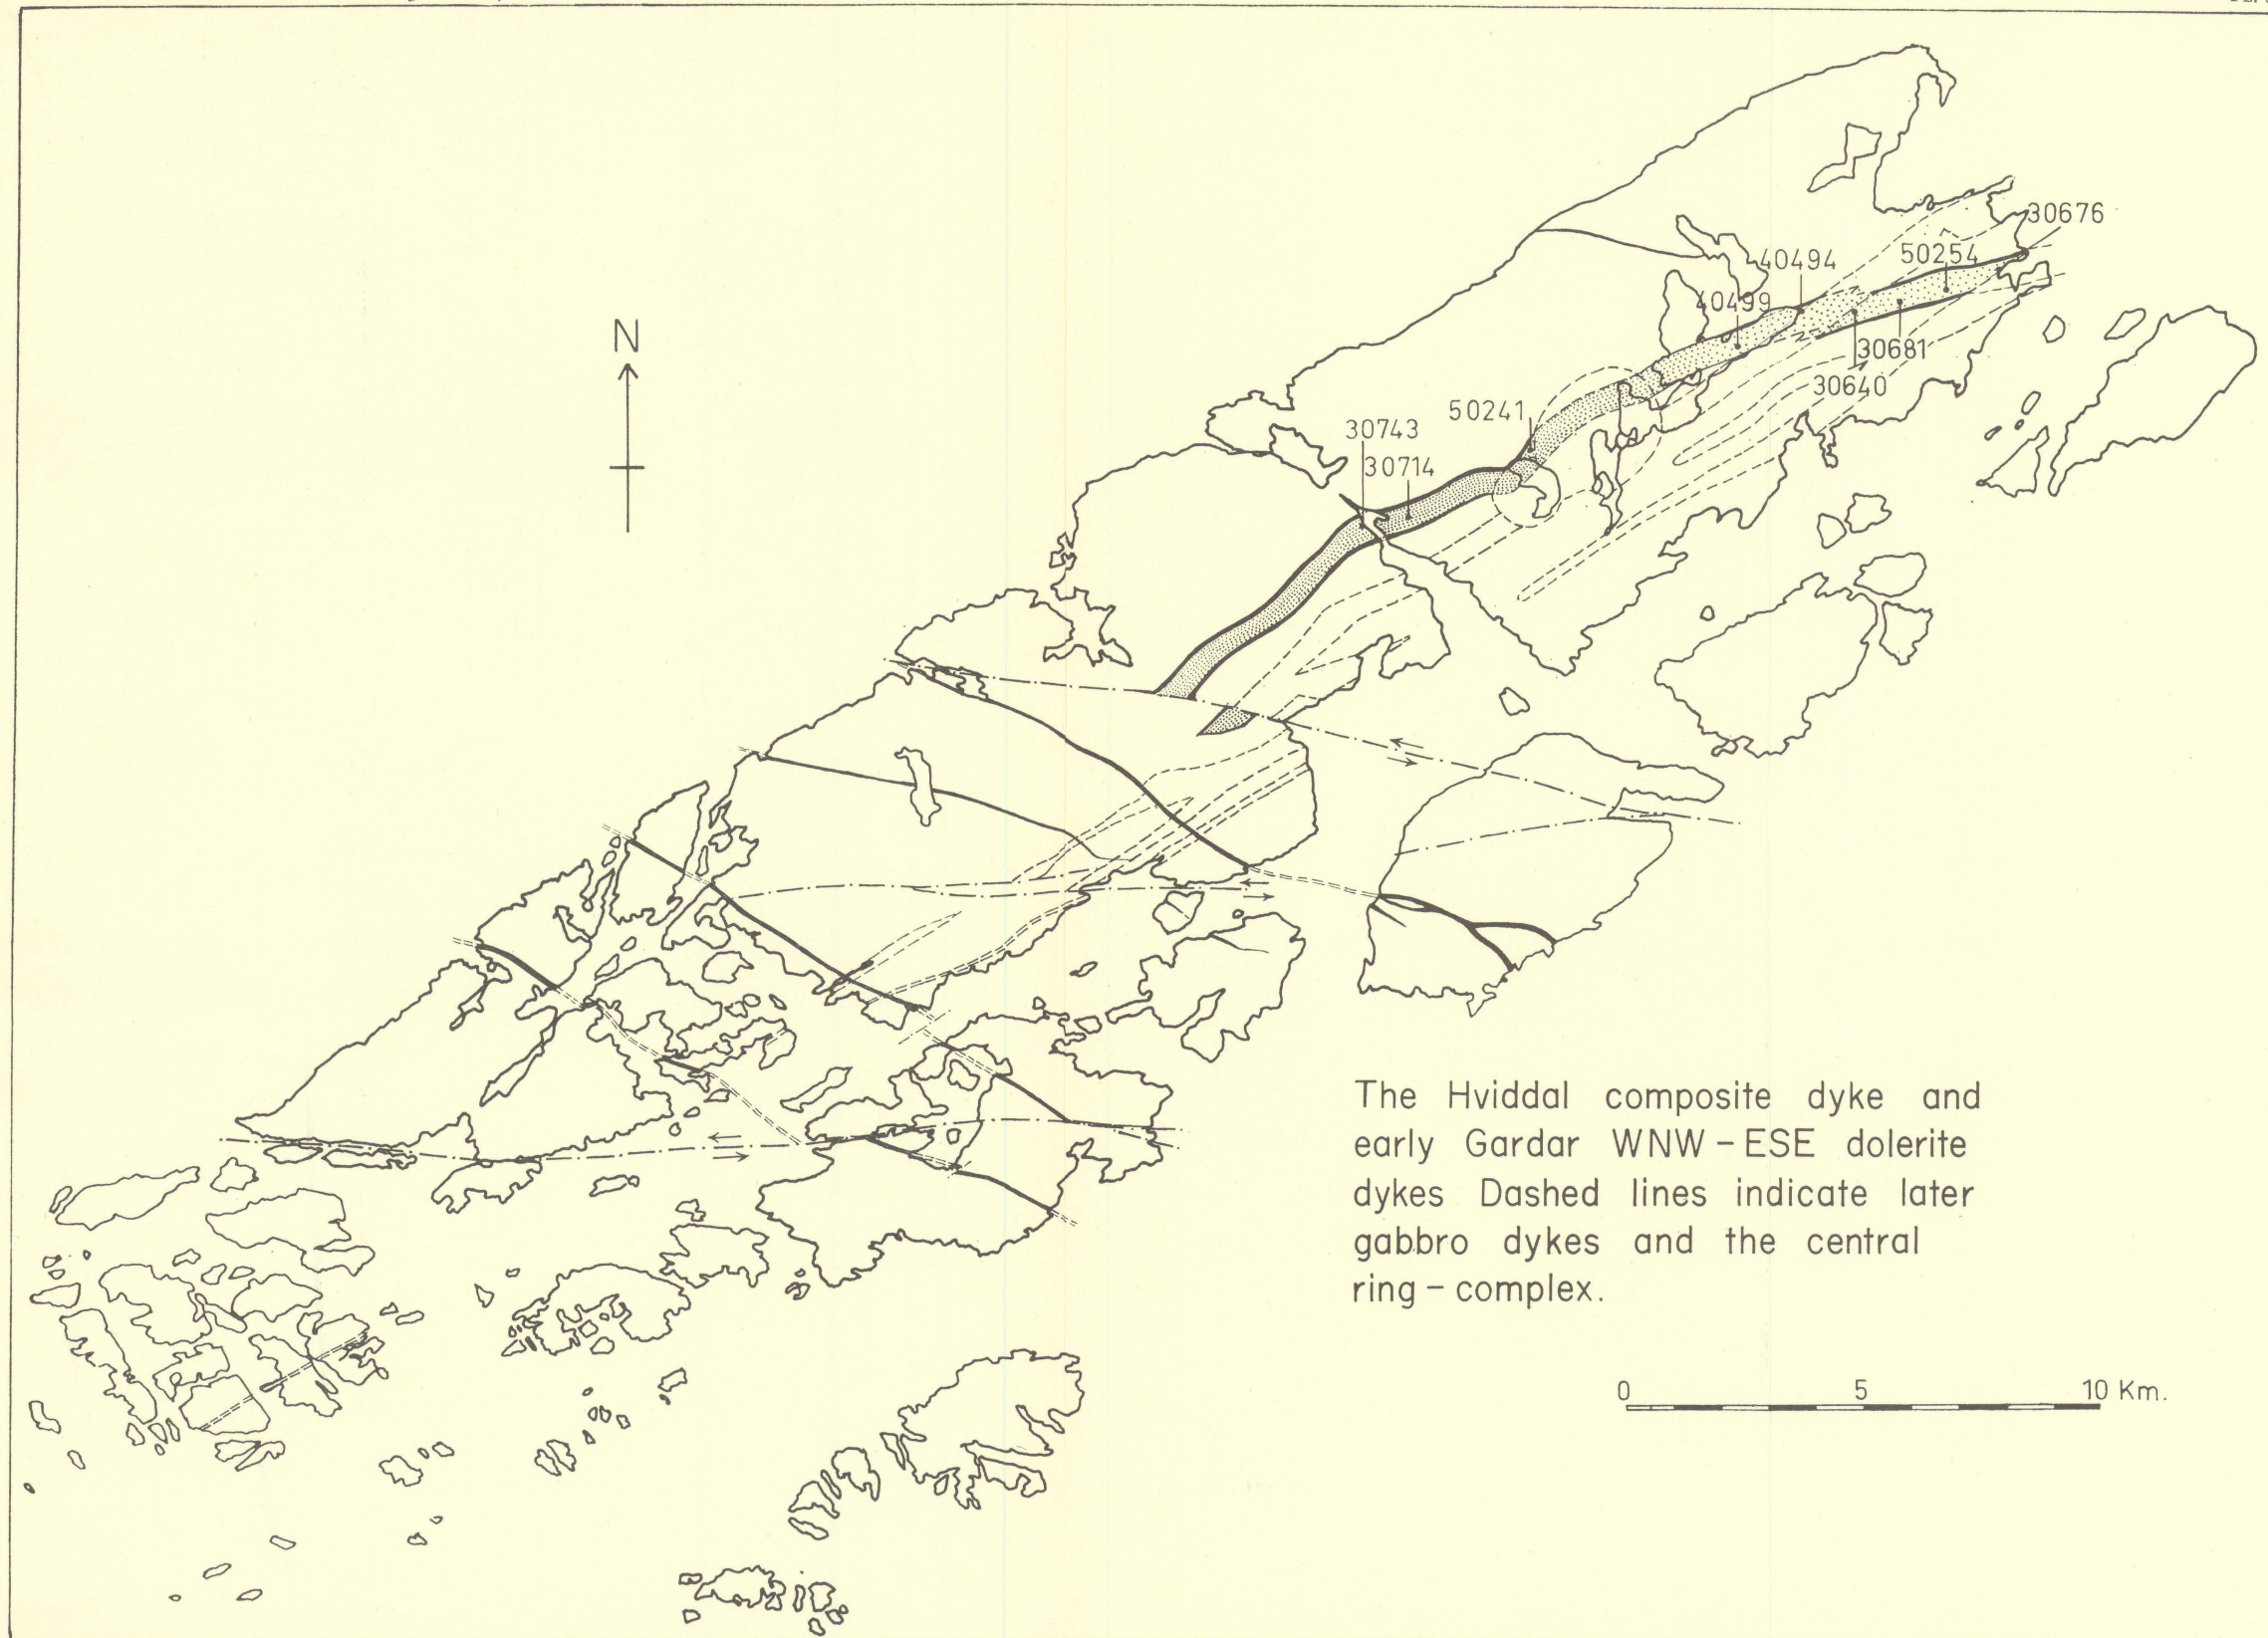 N
30676
50254
40494
40499
30681
30640
50241
30743
30714
The Hviddal composite dyke and
early Gardar WNW – ESE dolerite
dykes Dashed lines indicate later
gabbro dykes and the central
ring – complex.
0 5 10 Km.